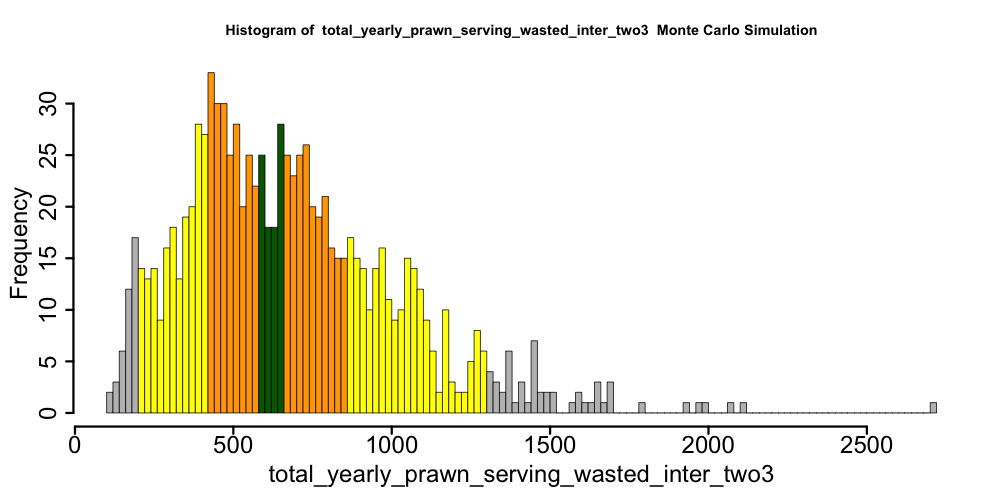 Histogram of  total_yearly_prawn_serving_wasted_inter_two3  Monte Carlo Simulation
Frequency
30
25
20
15
10
5
0
0 500 1000 1500 2000 2500
total_yearly_prawn_serving_wasted_inter_two3